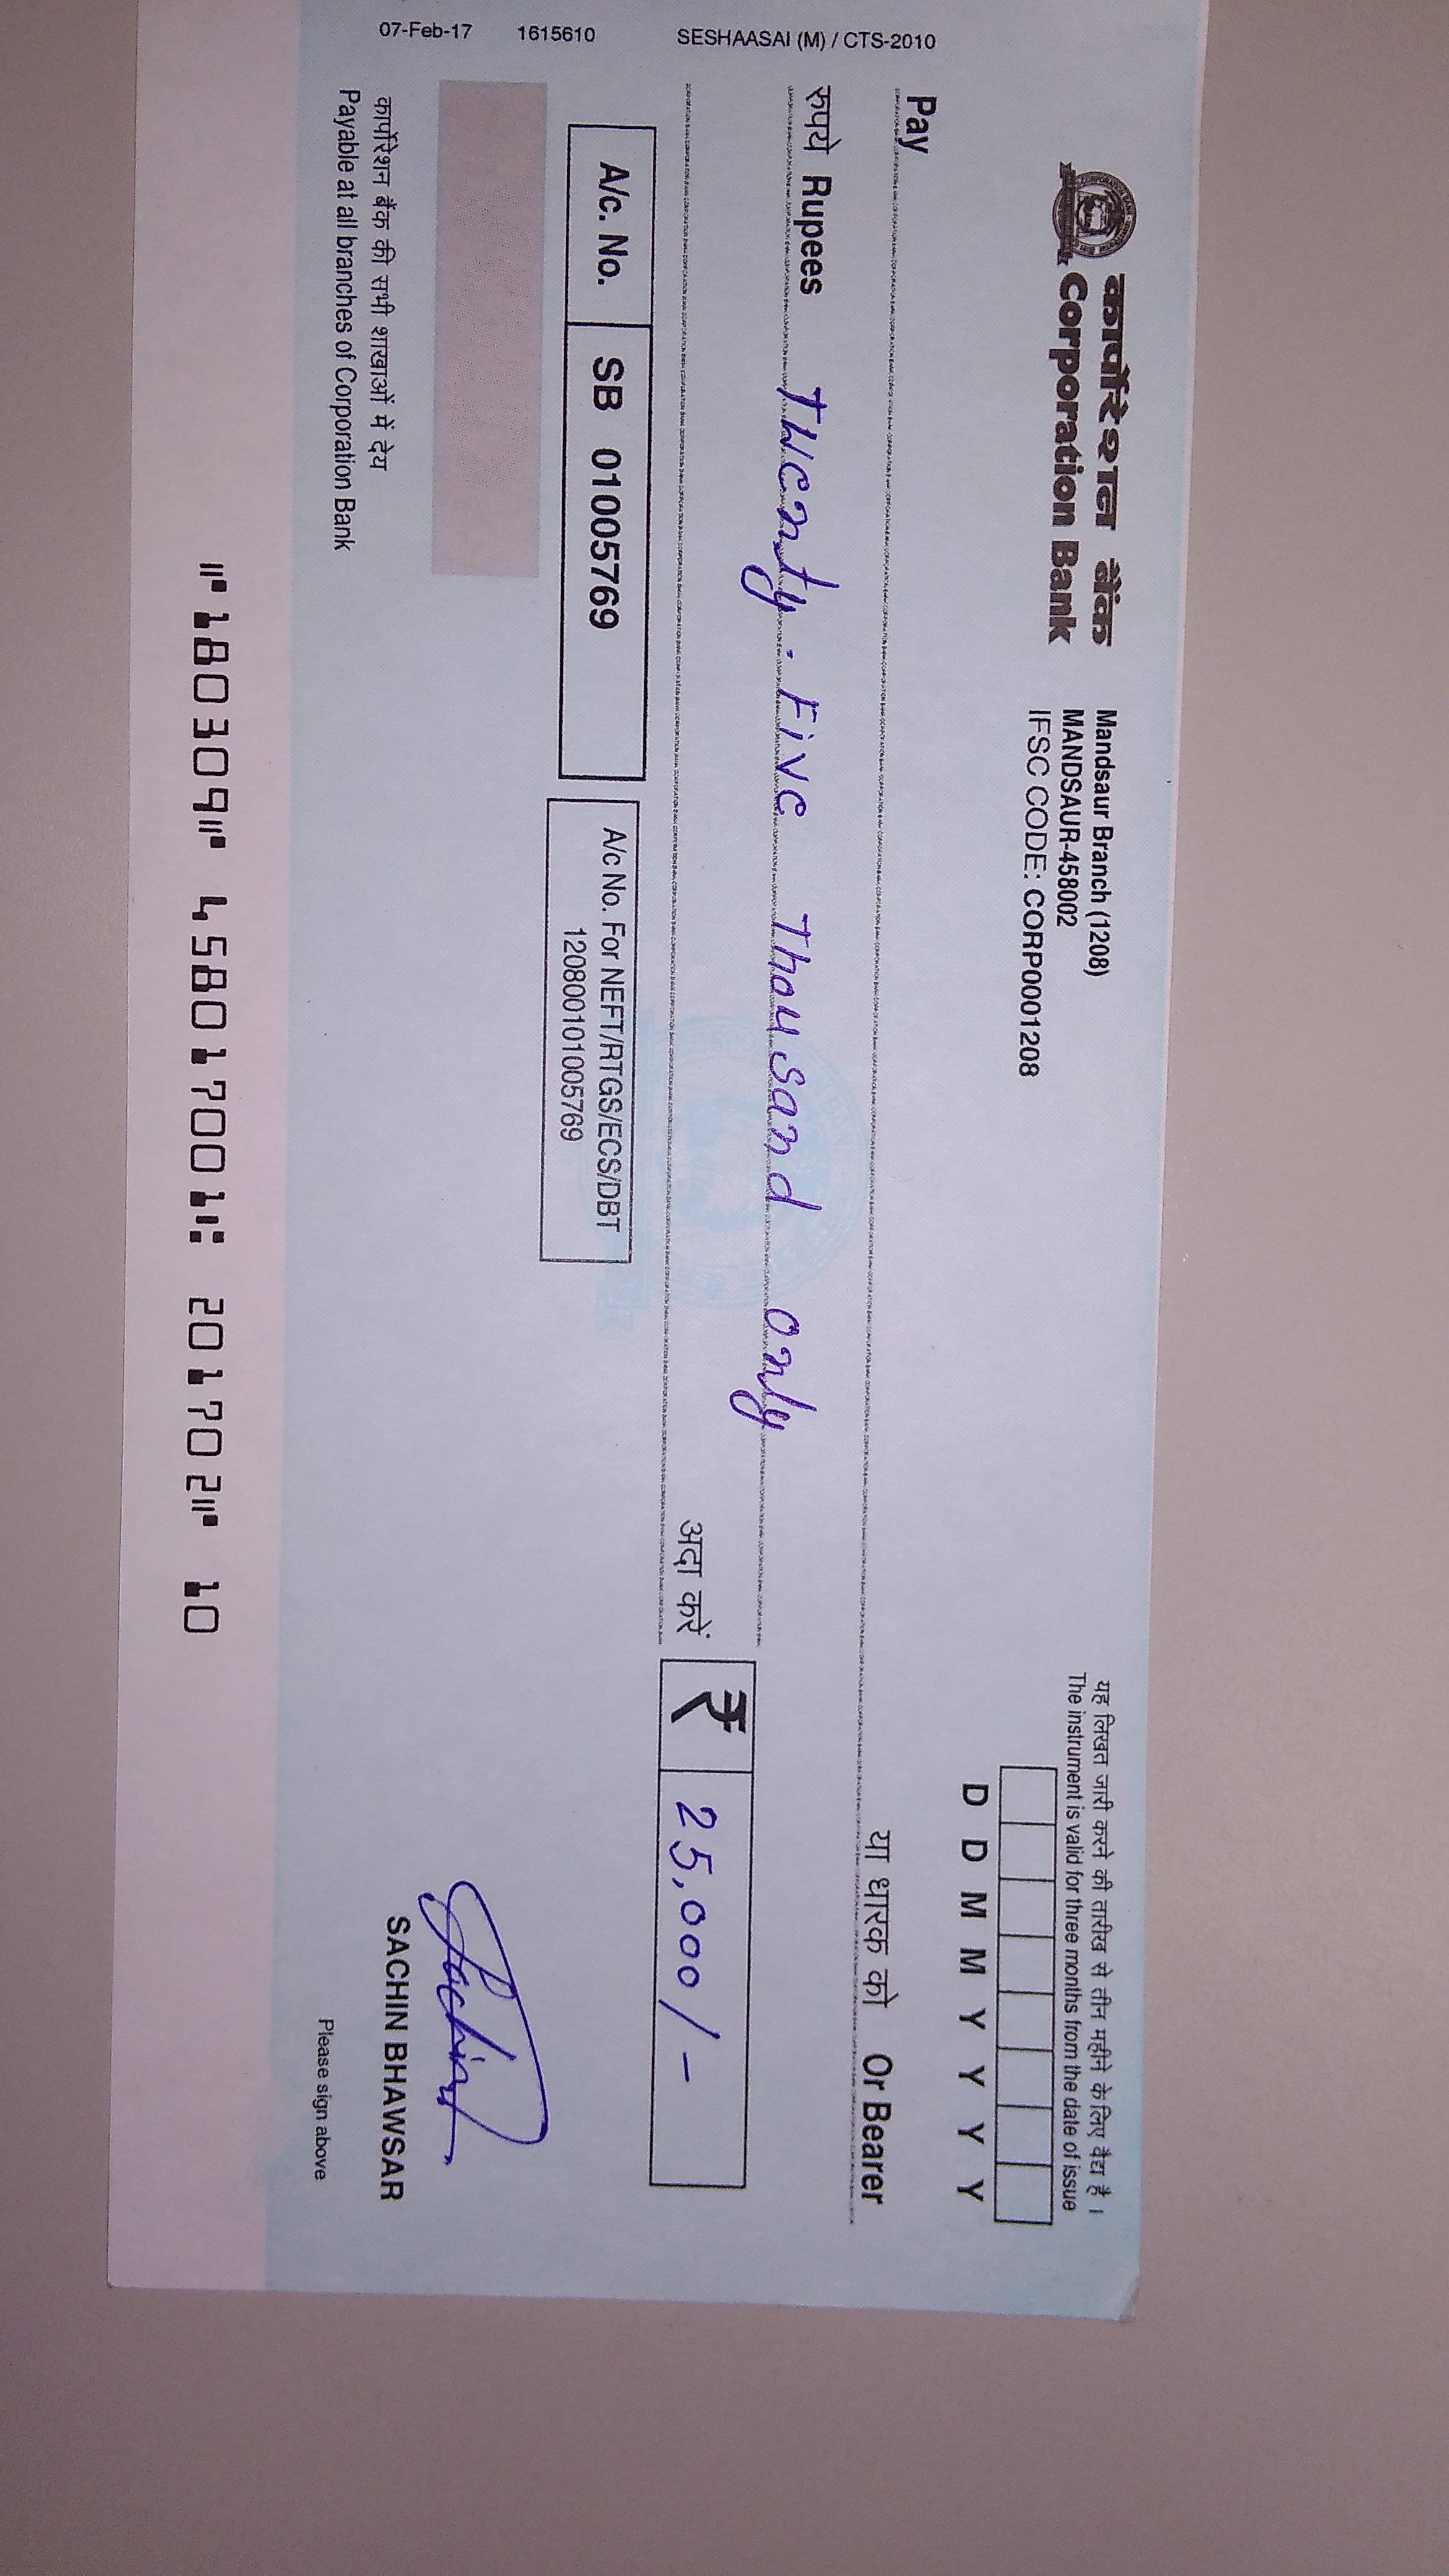 कार्पोरेशन बैंक
Corporation Bank
Mandsaur Branch (1208)
MANDSAUR-458002
IFSC CODE: CORP0001208
यह लिखत जारी करने की तारीख से तीन महीने के लिए वैद्य है ।
The instrument is valid for three months from the date of issue
D D M M Y Y Y Y
Pay
या धारक को Or Bearer
रुपये Rupees Twenty-Five Thousand only
अदा करें
₹ 25,000/-
A/c. No. SB 01005769
A/c No. For NEFT/RTGS/ECS/DBT
120800101005769
Sachin
SACHIN BHAWSAR
Please sign above
कार्पोरेशन बैंक की सभी शाखाओं में देय
Payable at all branches of Corporation Bank
⑈180309⑈ 458017001⑆ 201702⑈ 10
07-Feb-17 1615610 SESHAASAI (M) / CTS-2010